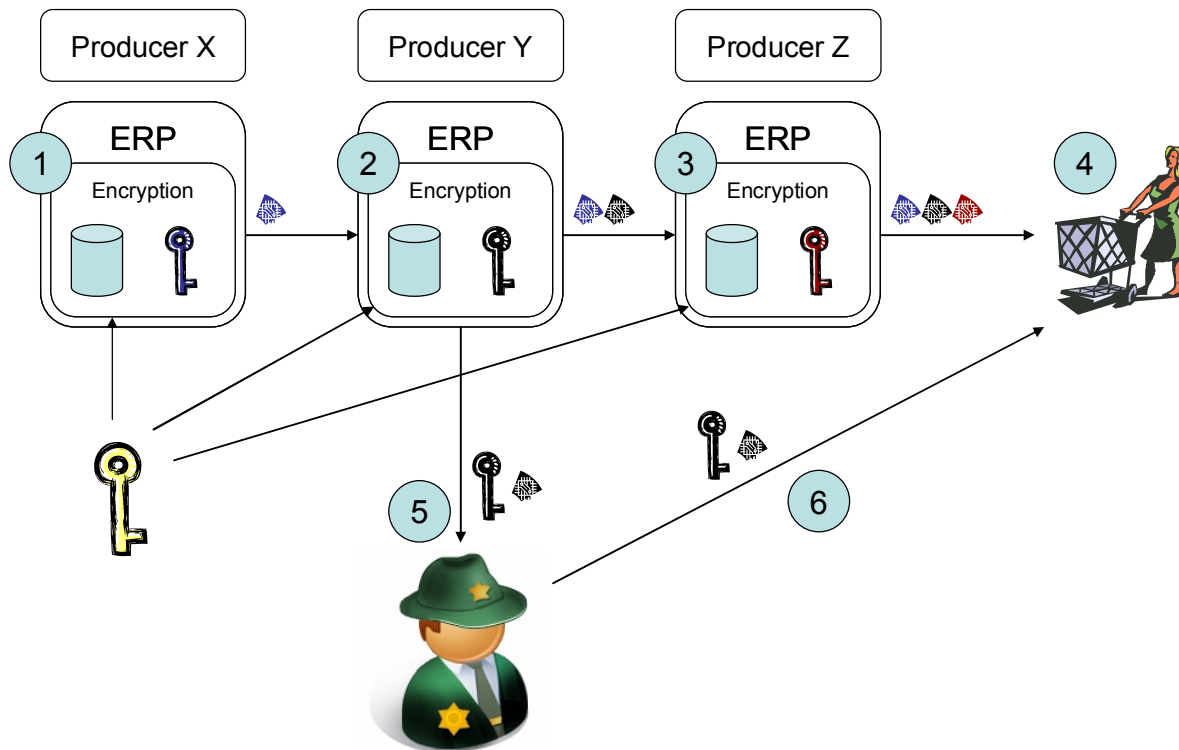 Producer X
Producer Y
Producer Z
ERP
ERP
ERP
1
2
3
4
Encryption
Encryption
Encryption
5
6